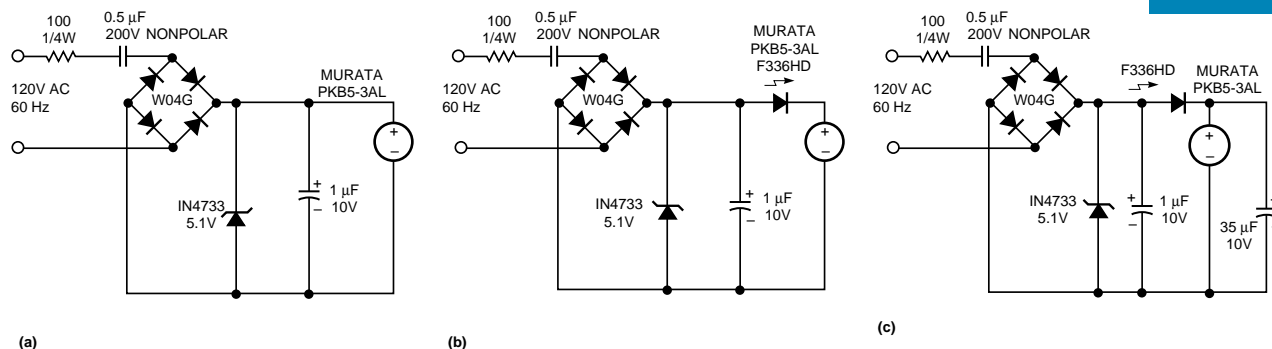 100
1/4W
0.5 µF
200V NONPOLAR
120V AC
60 Hz
W04G
MURATA
PKB5-3AL
+
–
IN4733
5.1V
+
–
1 µF
10V
(a)
100
1/4W
0.5 µF
200V NONPOLAR
MURATA
PKB5-3AL
F336HD
120V AC
60 Hz
W04G
+
–
IN4733
5.1V
+
–
1 µF
10V
(b)
100
1/4W
0.5 µF
200V NONPOLAR
F336HD
MURATA
PKB5-3AL
120V AC
60 Hz
W04G
+
–
IN4733
5.1V
+
–
1 µF
10V
+
35 µF
10V
(c)